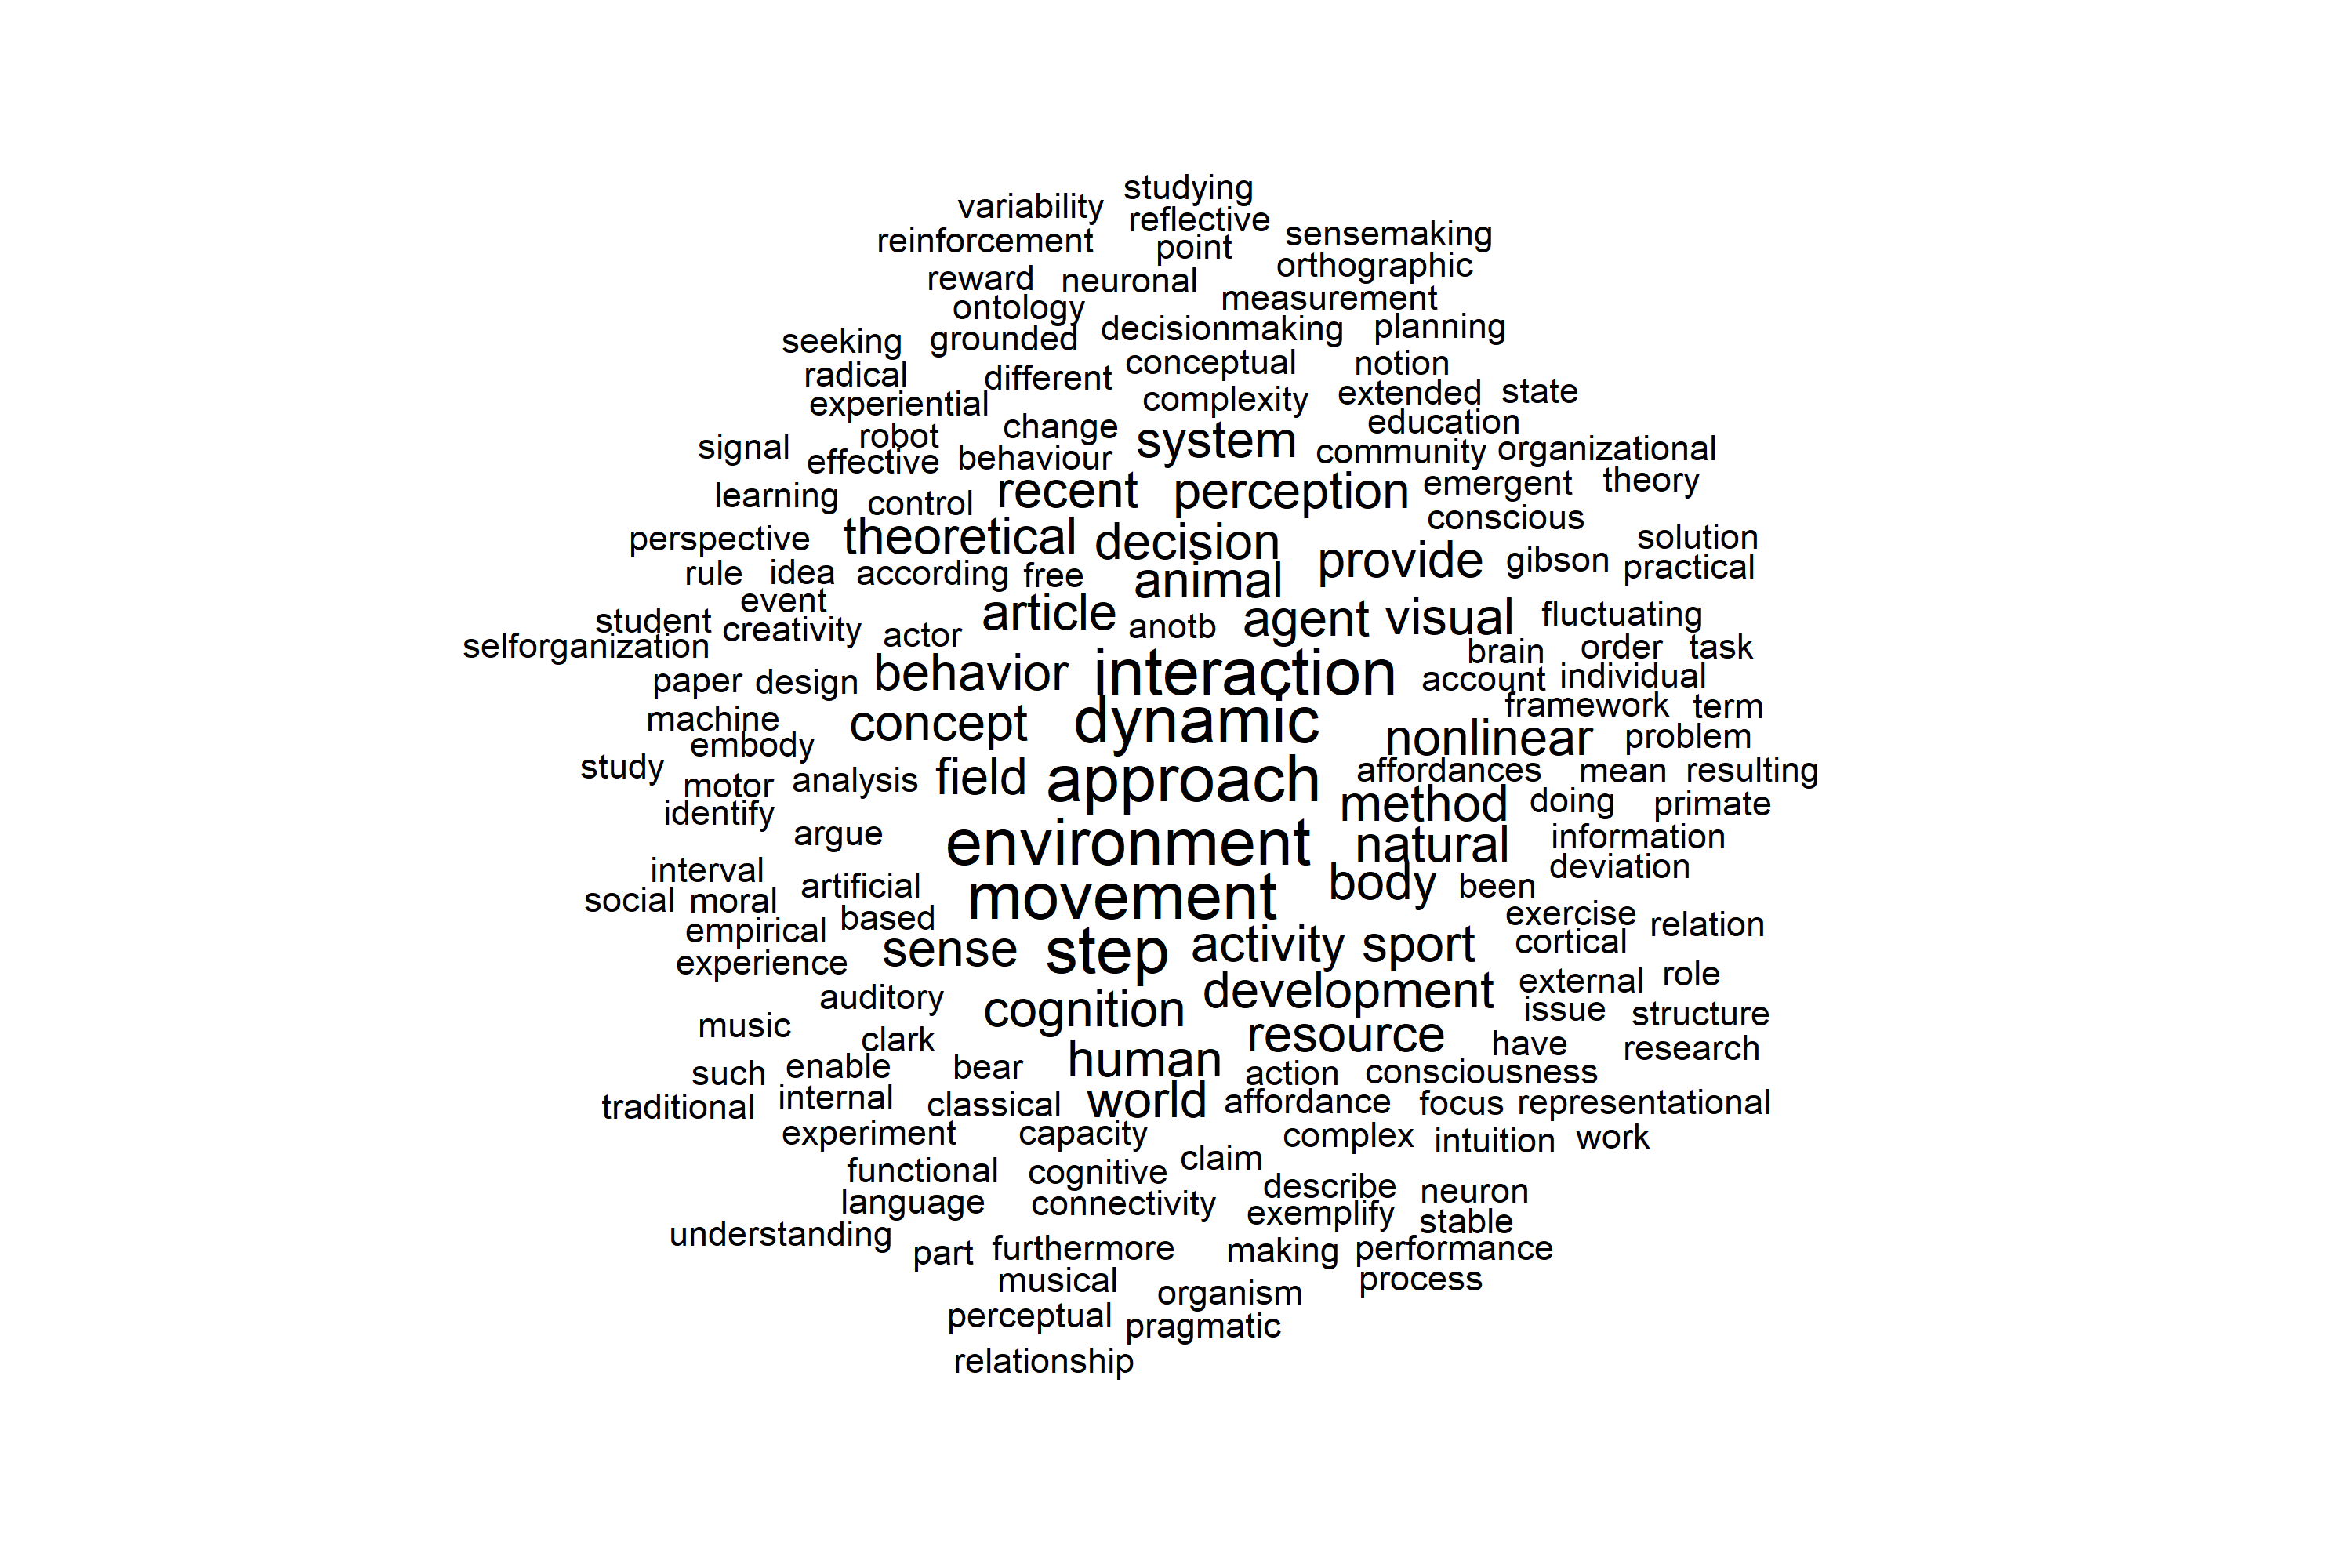 studying
variability
reflective
sensemaking
reinforcement
point
orthographic
reward
neuronal
measurement
ontology
decisionmaking
planning
seeking
grounded
conceptual
notion
radical
different
extended
state
experiential
complexity
education
change
robot
system
signal
community
organizational
effective
behaviour
recent
perception
emergent
theory
learning
control
conscious
perspective
theoretical
decision
solution
provide
gibson
practical
rule
idea
according
free
animal
event
article
agent
visual
fluctuating
student
creativity
actor
anotb
selforganization
brain
order
task
paper
design
behavior
interaction
account
individual
machine
concept
dynamic
framework
term
embody
nonlinear
problem
study
motor
analysis
field
approach
affordances
mean
resulting
identify
method
doing
primate
argue
environment
natural
information
interval
deviation
social
moral
artificial
movement
body
been
based
exercise
relation
empirical
sense
step
activity
sport
cortical
experience
external
role
auditory
cognition
development
issue
structure
music
clark
resource
have
research
such
enable
bear
human
action
consciousness
traditional
internal
classical
world
affordance
focus
representational
experiment
capacity
complex
intuition
work
functional
cognitive
claim
language
connectivity
describe
neuron
exemplify
stable
understanding
part
furthermore
making
performance
musical
organism
process
perceptual
pragmatic
relationship